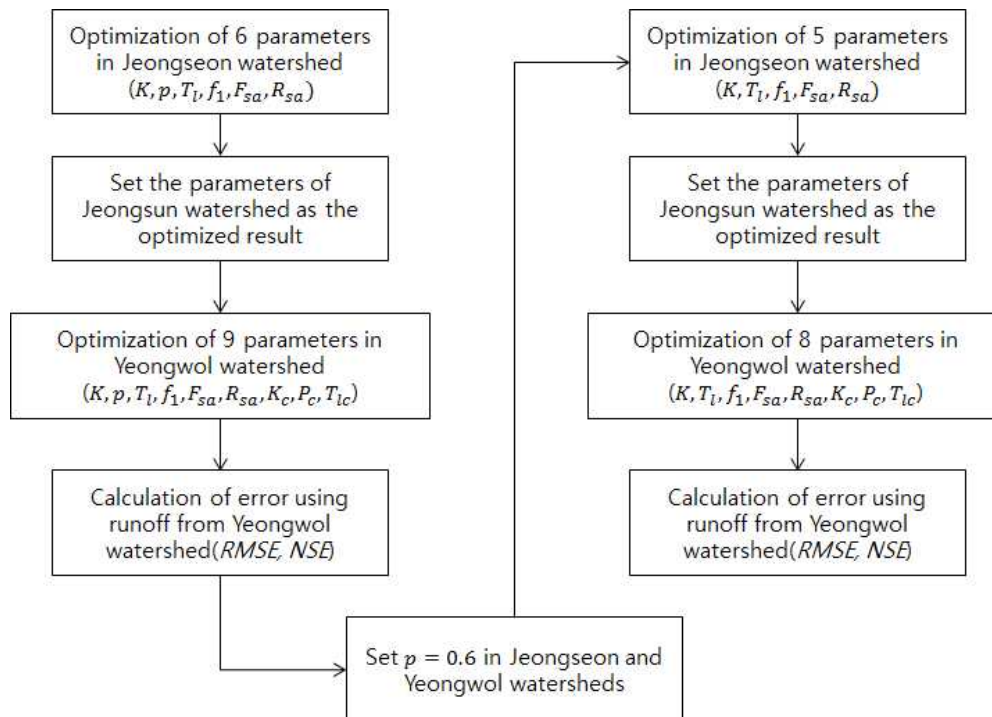 Optimization of 6 parameters
in Jeongseon watershed
(K, p, T_l, f_1, F_sa, R_sa)
Set the parameters of
Jeongsun watershed as the
optimized result
Optimization of 9 parameters in
Yeongwol watershed
(K, p, T_l, f_1, F_sa, R_sa, K_c, P_c, T_lc)
Calculation of error using
runoff from Yeongwol
watershed(RMSE, NSE)
Set p = 0.6 in Jeongseon and
Yeongwol watersheds
Optimization of 5 parameters
in Jeongseon watershed
(K, T_l, f_1, F_sa, R_sa)
Set the parameters of
Jeongsun watershed as the
optimized result
Optimization of 8 parameters in
Yeongwol watershed
(K, T_l, f_1, F_sa, R_sa, K_c, P_c, T_lc)
Calculation of error using
runoff from Yeongwol
watershed(RMSE, NSE)